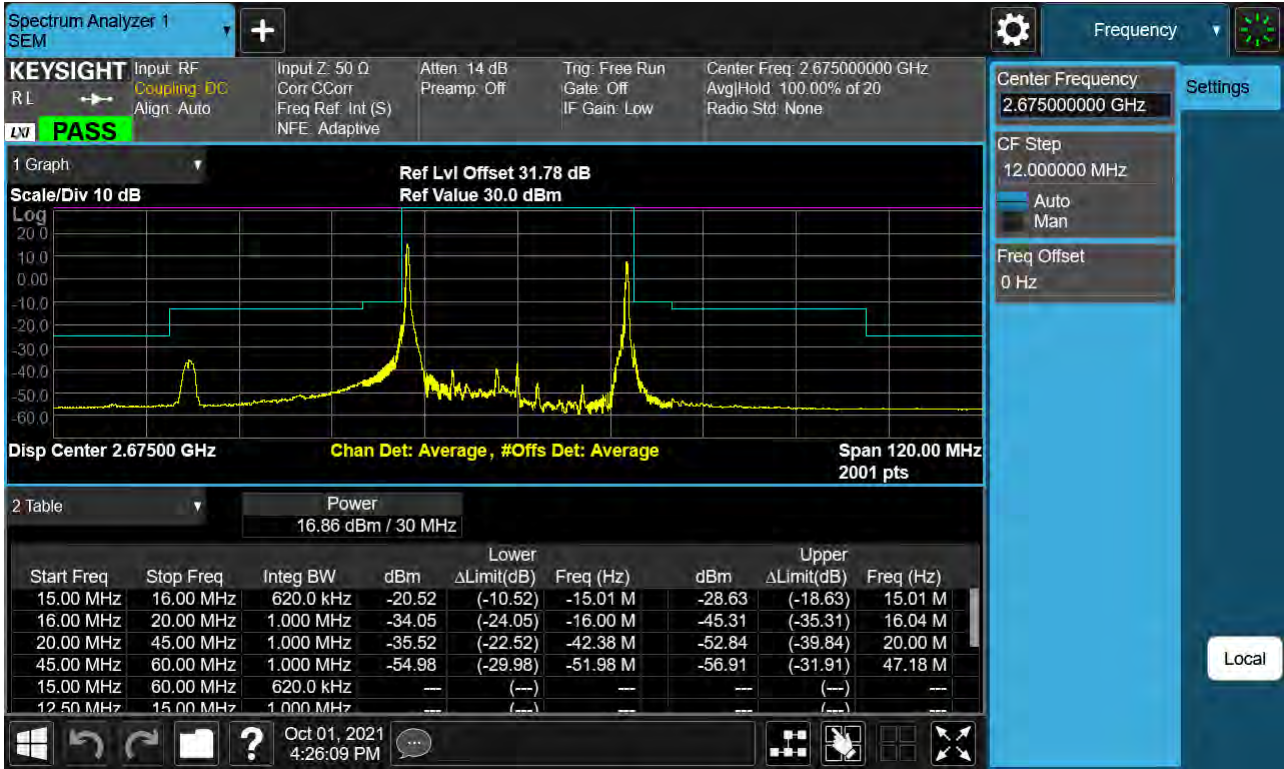 Spectrum Analyzer 1
SEM
+
Frequency
KEYSIGHT
R L
LXI PASS
Input: RF
Coupling: DC
Align: Auto
Input Z: 50 Ω
Corr CCorr
Freq Ref: Int (S)
NFE: Adaptive
Atten: 14 dB
Preamp: Off
Trig: Free Run
Gate: Off
IF Gain: Low
Center Freq: 2.675000000 GHz
Avg|Hold: 100.00% of 20
Radio Std: None
Center Frequency
2.675000000 GHz
Settings
CF Step
12.000000 MHz
Auto
Man
Freq Offset
0 Hz
Local
1 Graph
Scale/Div 10 dB
Ref Lvl Offset 31.78 dB
Ref Value 30.0 dBm
Log
20.0
10.0
0.00
-10.0
-20.0
-30.0
-40.0
-50.0
-60.0
Disp Center 2.67500 GHz
Chan Det: Average, #Offs Det: Average
Span 120.00 MHz
2001 pts
2 Table
Power
16.86 dBm / 30 MHz
Lower Upper
Start Freq Stop Freq Integ BW dBm ΔLimit(dB) Freq (Hz) dBm ΔLimit(dB) Freq (Hz)
15.00 MHz 16.00 MHz 620.0 kHz -20.52 (-10.52) -15.01 M -28.63 (-18.63) 15.01 M
16.00 MHz 20.00 MHz 1.000 MHz -34.05 (-24.05) -16.00 M -45.31 (-35.31) 16.04 M
20.00 MHz 45.00 MHz 1.000 MHz -35.52 (-22.52) -42.38 M -52.84 (-39.84) 20.00 M
45.00 MHz 60.00 MHz 1.000 MHz -54.98 (-29.98) -51.98 M -56.91 (-31.91) 47.18 M
15.00 MHz 60.00 MHz 620.0 kHz --- (---) --- --- (---) ---
12.50 MHz 15.00 MHz 1.000 MHz --- (---) --- --- (---) ---
?
Oct 01, 2021
4:26:09 PM